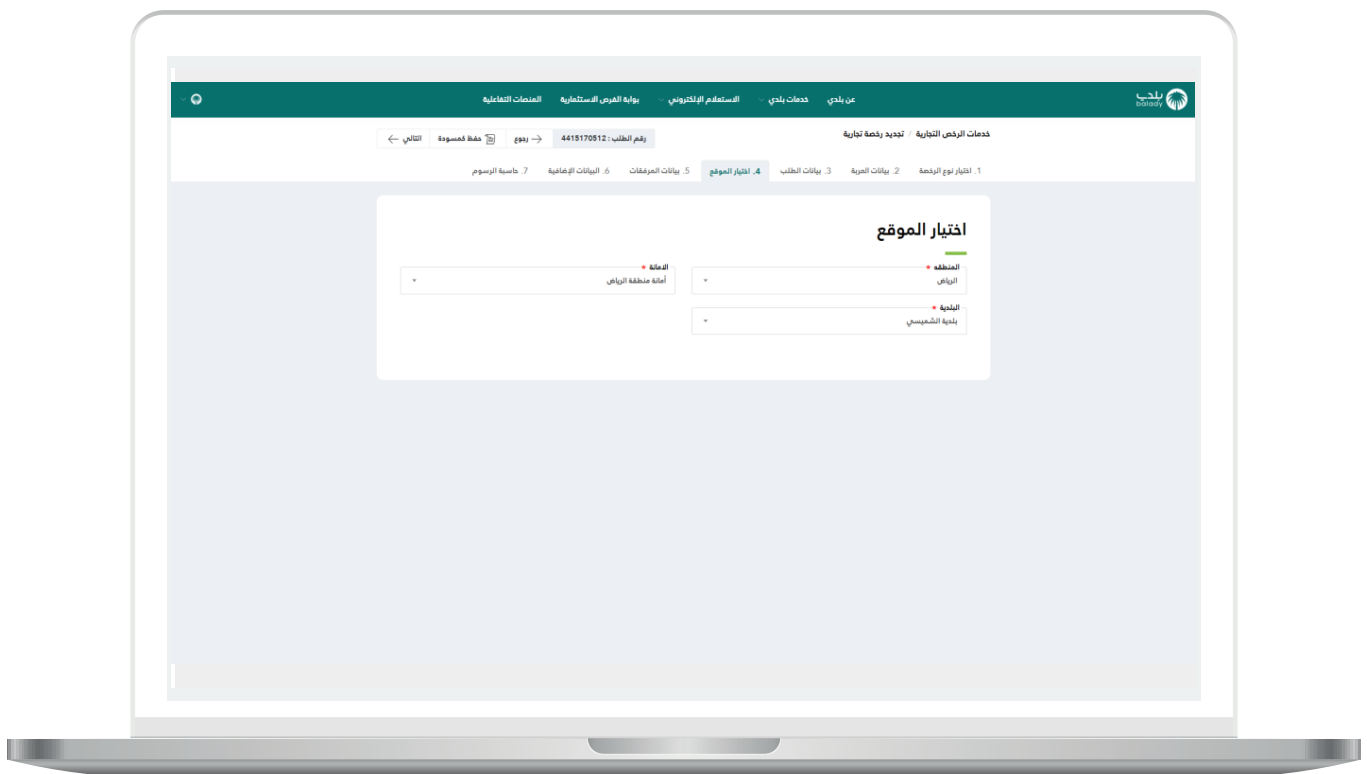 بلدي
balady
عن بلدي خدمات بلدي الاستعلام الإلكتروني بوابة الفرص الاستثمارية المنصات التفاعلية
خدمات الرخص التجارية / تجديد رخصة تجارية
رقم الطلب : 4415170512 رجوع حفظ كمسودة التالي
1. اختيار نوع الرخصة 2. بيانات العربة 3. بيانات الطلب 4. اختيار الموقع 5. بيانات المرفقات 6. البيانات الإضافية 7. حاسبة الرسوم
اختيار الموقع
المنطقه * الامانة *
الرياض أمانة منطقة الرياض
البلدية *
بلدية الشميسي